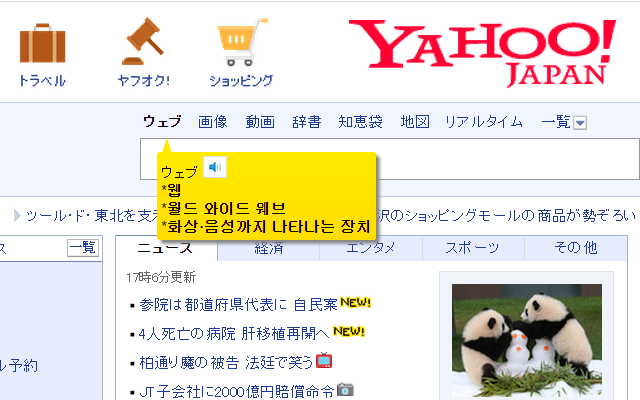 トラベル
ヤフオク!
ショッピング
YAHOO!
JAPAN
ウェブ 画像 動画 辞書 知恵袋 地図 リアルタイム 一覧
ウェブ
*웹
*월드 와이드 웨브
*화상·음성까지 나타나는 장치
ツール・ド・東北を支 沢のショッピングモールの商品が勢ぞろい
ス 一覧
ニュース 経済 エンタメ スポーツ その他
17時6分更新
参院は都道府県代表に 自民案 NEW!
4人死亡の病院 肝移植再開へ NEW!
柏通り魔の被告 法廷で笑う
JT子会社に2000億円賠償命令
ル予約